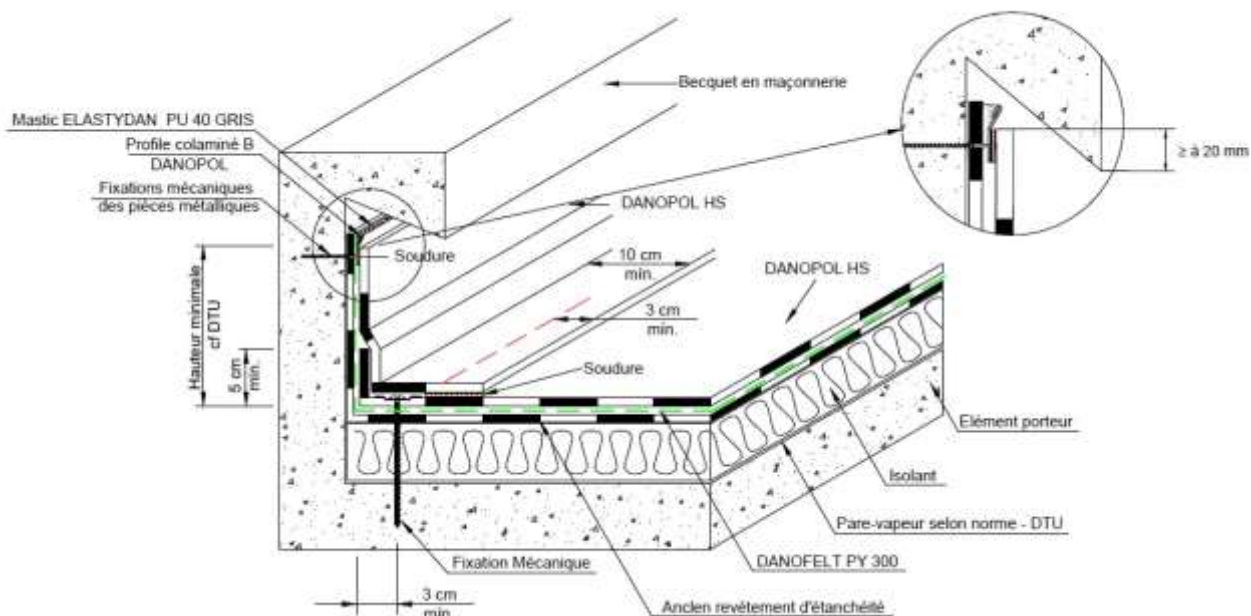 Becquet en maçonnerie
Mastic ELASTYDAN PU 40 GRIS
Profile colaminé B
DANOPOL
Fixations mécaniques
des pièces métalliques
≥ à 20 mm
DANOPOL HS
Soudure
10 cm
min.
DANOPOL HS
3 cm
min.
Hauteur minimale
cf DTU
5 cm
min.
Soudure
Elément porteur
Isolant
Pare-vapeur selon norme - DTU
Fixation Mécanique
DANOFELT PY 300
3 cm
min.
Ancien revétement d'étanchéité